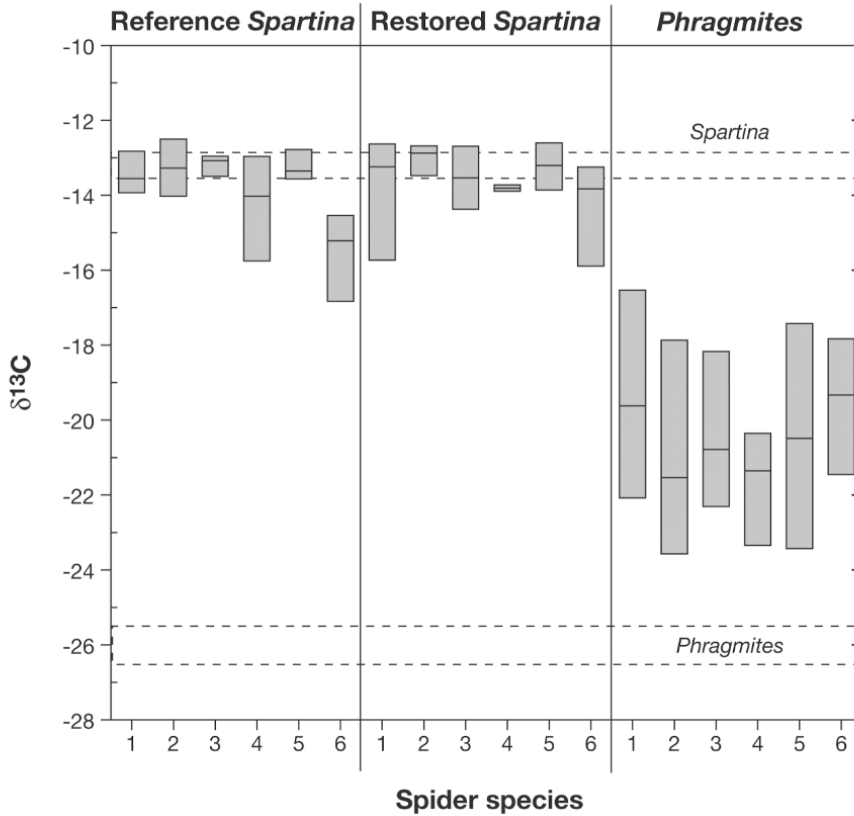 Reference Spartina Restored Spartina Phragmites
-10
-12
-14
-16
-18
-20
-22
-24
-26
-28
δ13C
Spartina
Phragmites
1 2 3 4 5 6 1 2 3 4 5 6 1 2 3 4 5 6
Spider species